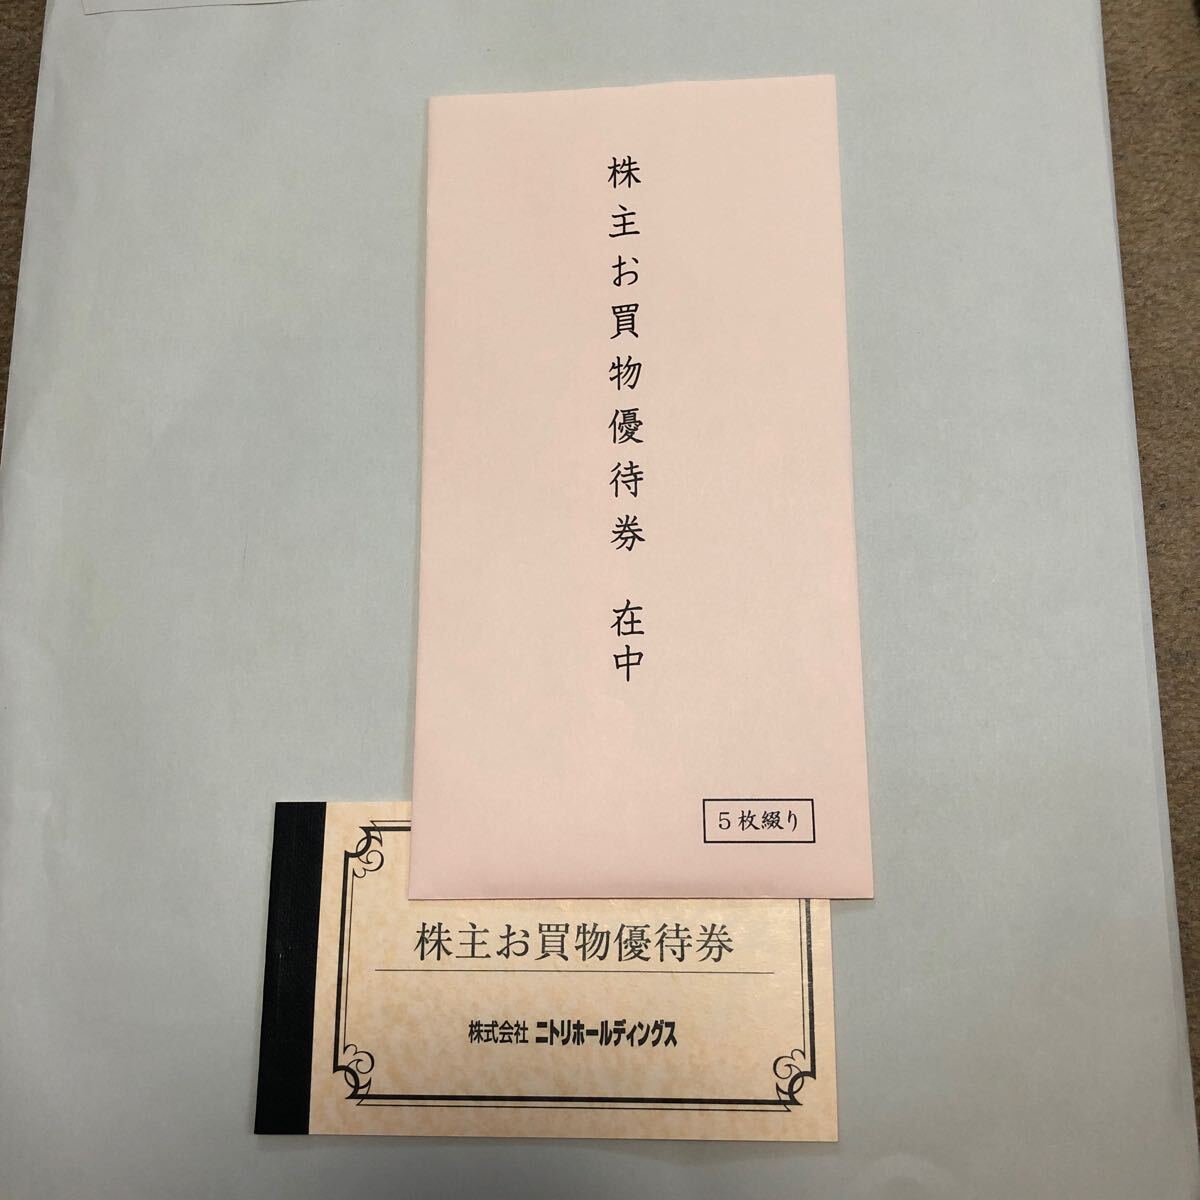 株主お買物優待券 在中
5枚綴り
株主お買物優待券
株式会社 ニトリホールディングス